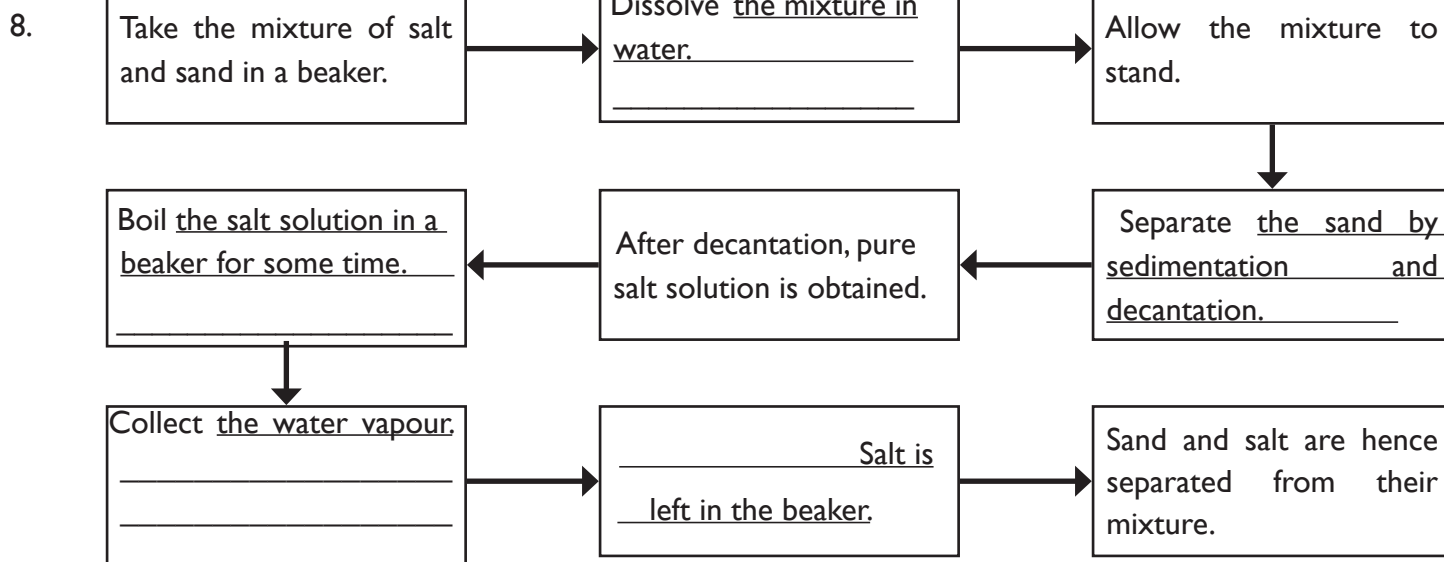 8.
Take the mixture of salt
and sand in a beaker.
Dissolve the mixture in
water.
Allow the mixture to
stand.
Separate the sand by
sedimentation and
decantation.
After decantation, pure
salt solution is obtained.
Boil the salt solution in a
beaker for some time.
Collect the water vapour.
Salt is
left in the beaker.
Sand and salt are hence
separated from their
mixture.